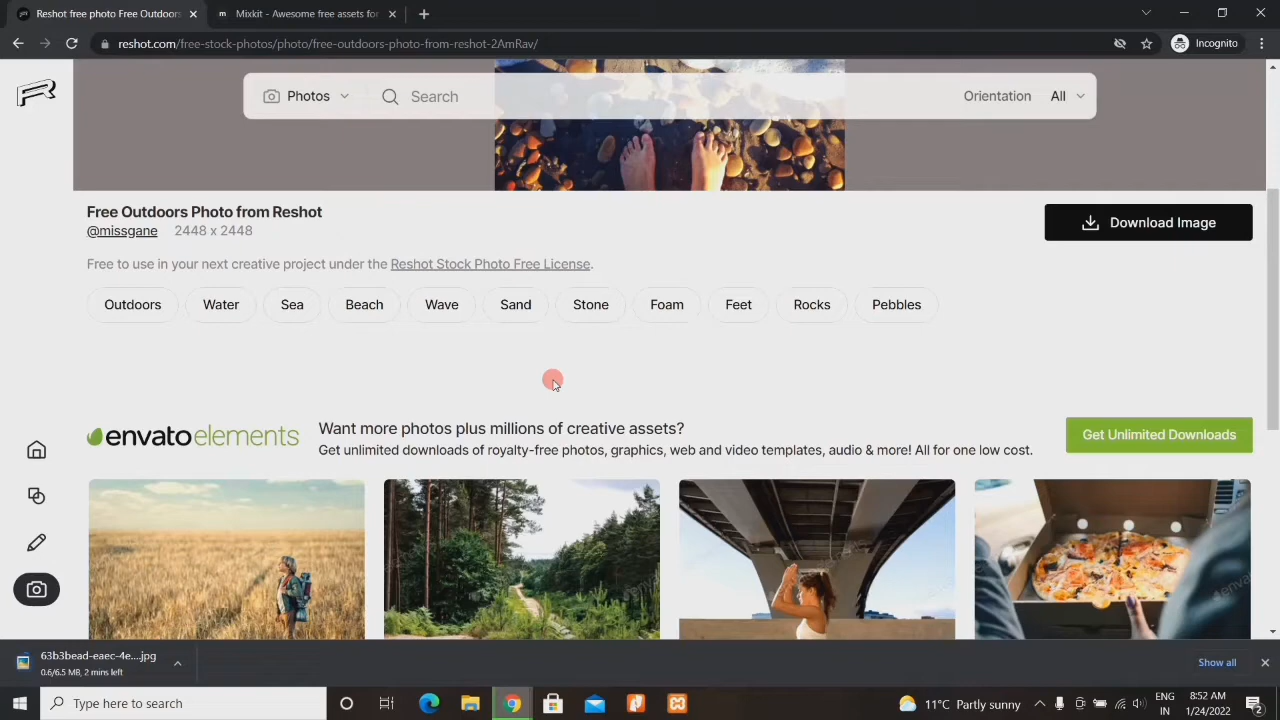 Reshot free photo Free Outdoors
Mixkit - Awesome free assets for
reshot.com/free-stock-photos/photo/free-outdoors-photo-from-reshot-2AmRav/
Incognito
Photos
Search
Orientation
All
Free Outdoors Photo from Reshot
@missgane 2448 x 2448
Download Image
Free to use in your next creative project under the Reshot Stock Photo Free License.
Outdoors Water Sea Beach Wave Sand Stone Foam Feet Rocks Pebbles
envatoelements
Want more photos plus millions of creative assets?
Get unlimited downloads of royalty-free photos, graphics, web and video templates, audio & more! All for one low cost.
Get Unlimited Downloads
63b3bead-eaec-4e....jpg
0.6/6.5 MB, 2 mins left
Show all
Type here to search
11°C Partly sunny
ENG
IN
8:52 AM
1/24/2022
2